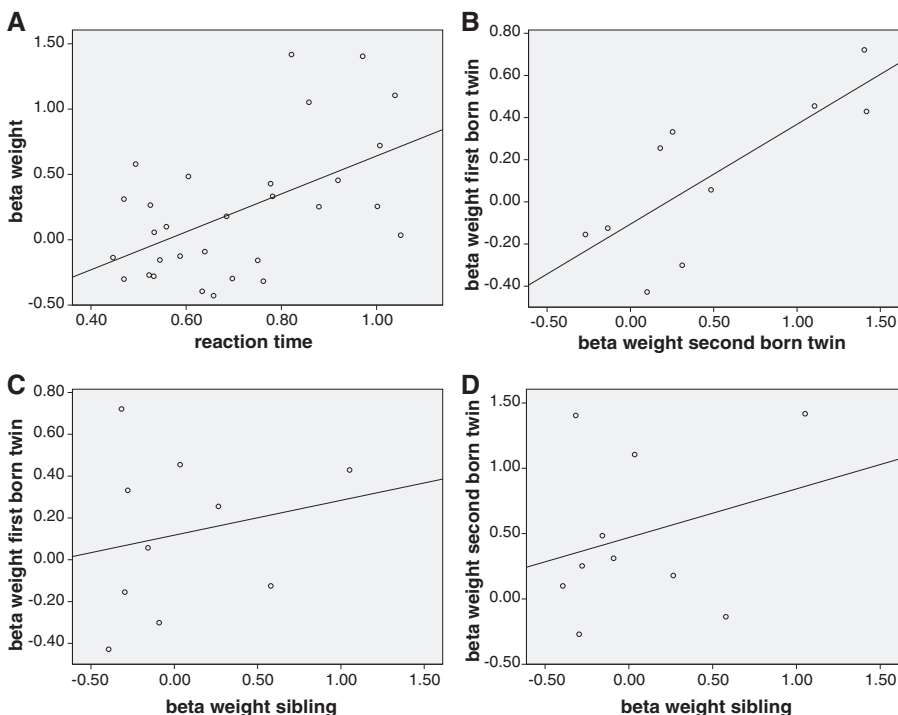 A
beta weight
1.50
1.00
0.50
0.00
-0.50
0.40 0.60 0.80 1.00
reaction time
B
beta weight first born twin
0.80
0.60
0.40
0.20
0.00
-0.20
-0.40
-0.50 0.00 0.50 1.00 1.50
beta weight second born twin
C
beta weight first born twin
0.80
0.60
0.40
0.20
0.00
-0.20
-0.40
-0.50 0.00 0.50 1.00 1.50
beta weight sibling
D
beta weight second born twin
1.50
1.00
0.50
0.00
-0.50
-0.50 0.00 0.50 1.00 1.50
beta weight sibling